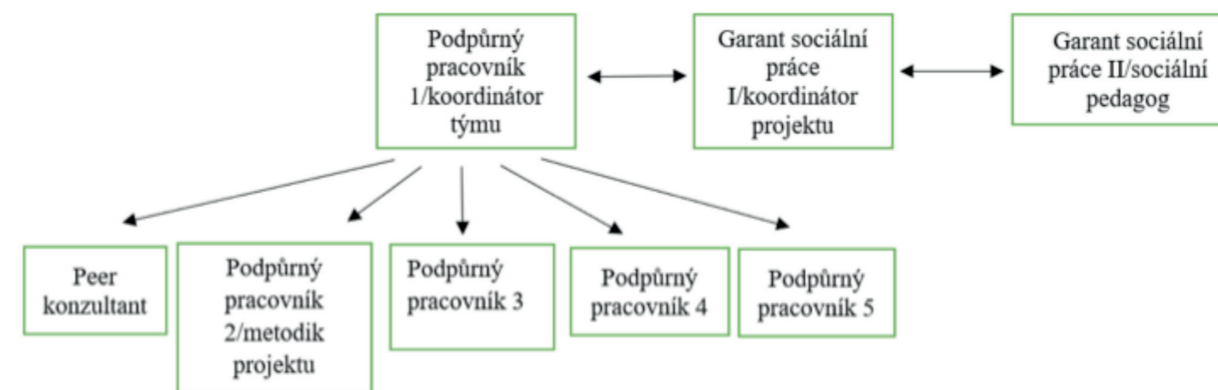 Podpůrný
pracovník
1/koordinátor
týmu
Garant sociální
práce
I/koordinátor
projektu
Garant sociální
práce II/sociální
pedagog
Peer
konzultant
Podpůrný
pracovník
2/metodik
projektu
Podpůrný
pracovník 3
Podpůrný
pracovník 4
Podpůrný
pracovník 5